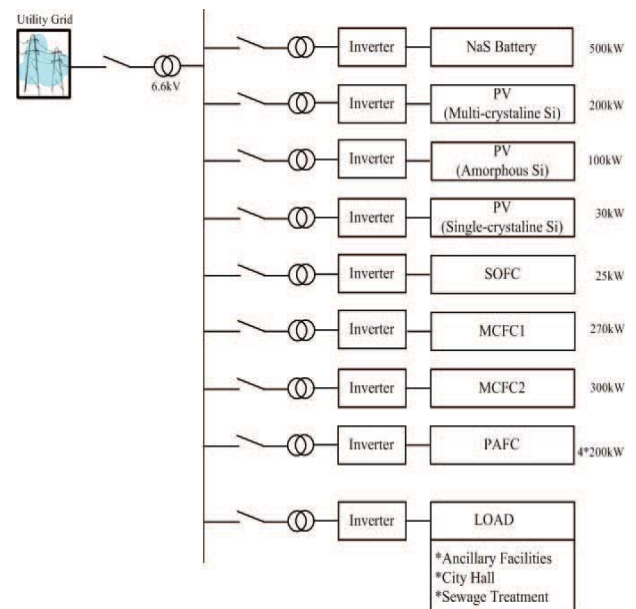 Utility Grid
6.6kV
Inverter
NaS Battery
500kW
Inverter
PV
(Multi-crystaline Si)
200kW
Inverter
PV
(Amorphous Si)
100kW
Inverter
PV
(Single-crystaline Si)
30kW
Inverter
SOFC
25kW
Inverter
MCFC1
270kW
Inverter
MCFC2
300kW
Inverter
PAFC
4*200kW
Inverter
LOAD
*Ancillary Facilities
*City Hall
*Sewage Treatment